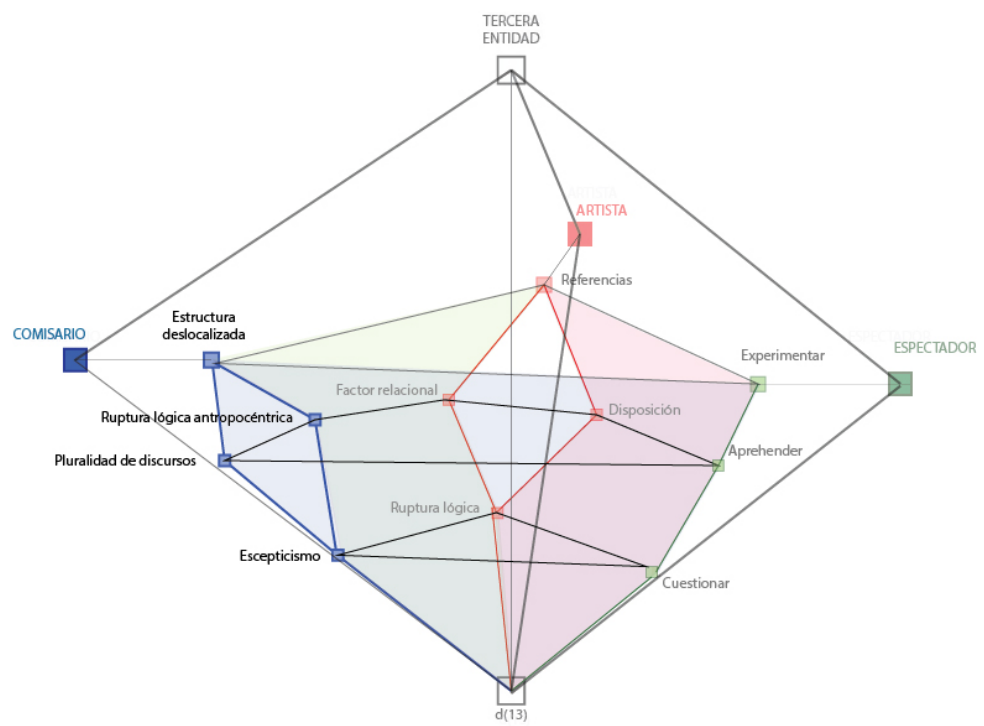 TERCERA
ENTIDAD
ARTISTA
Referencias
Estructura
deslocalizada
COMISARIO
Experimentar
ESPECTADOR
Factor relacional
Disposición
Ruptura lógica antropocéntrica
Aprehender
Pluralidad de discursos
Ruptura lógica
Escepticismo
Cuestionar
d(13)